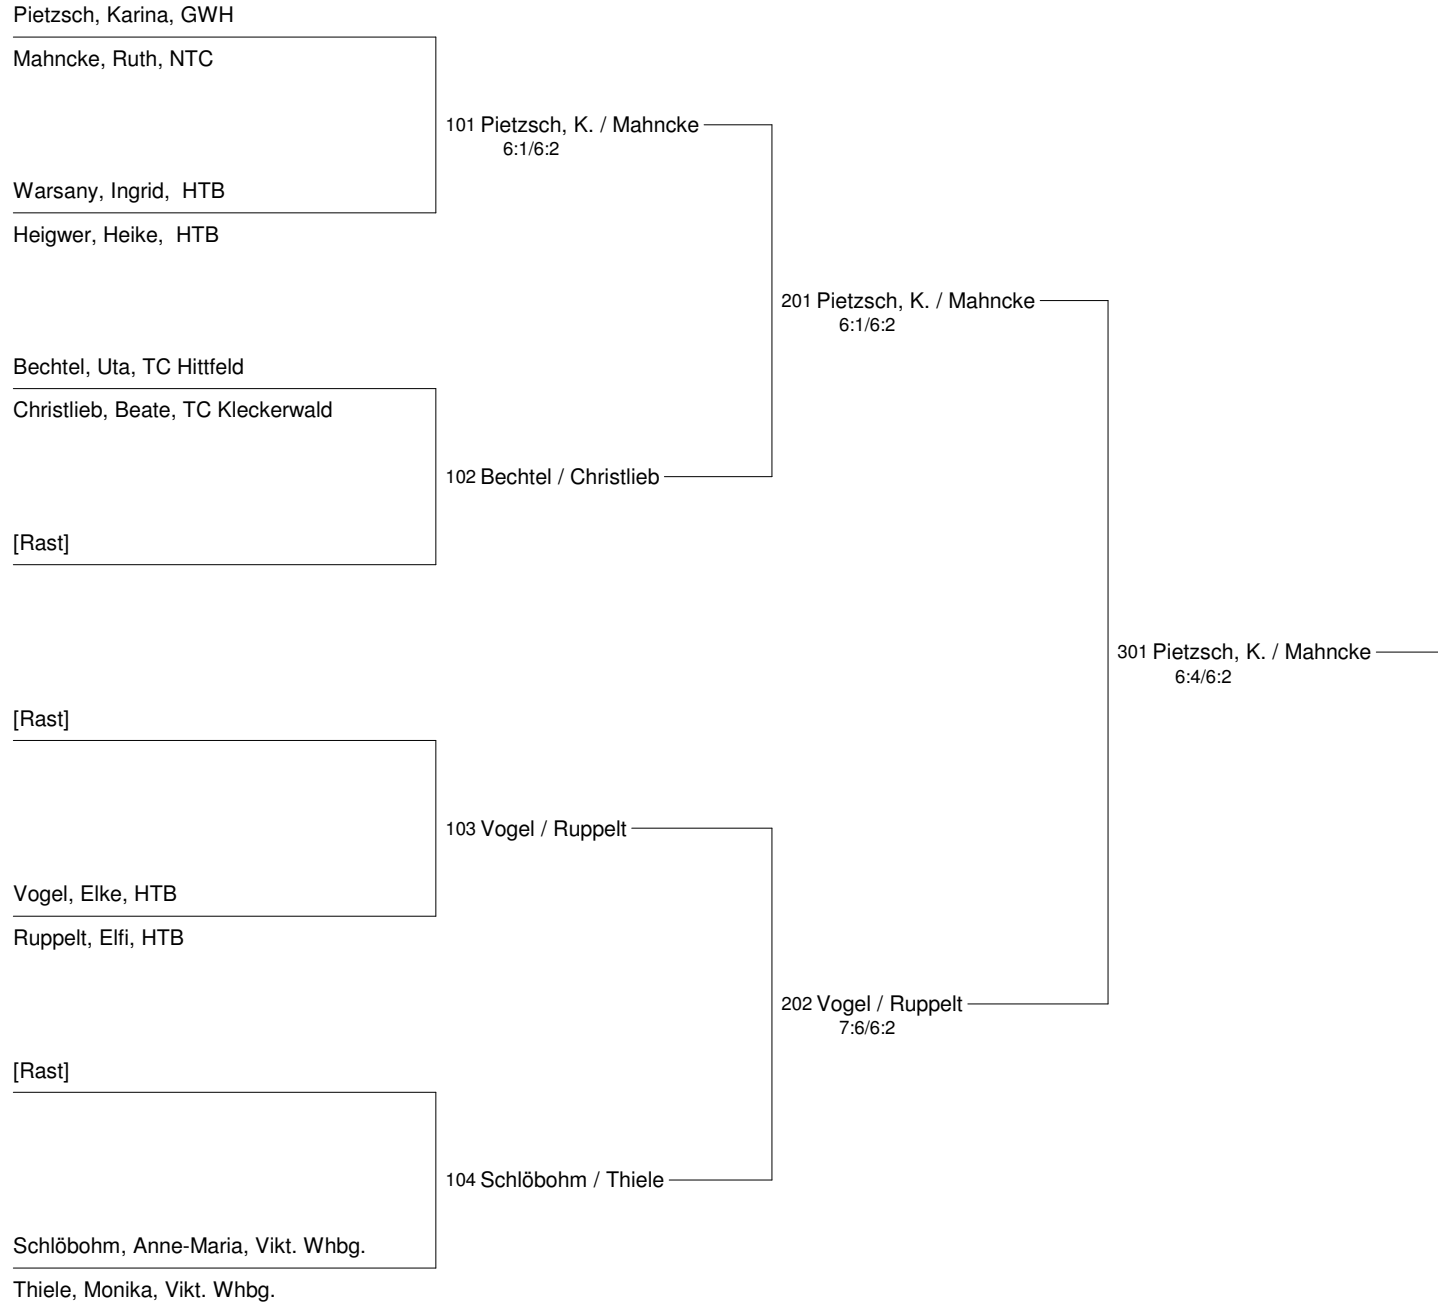 Pietzsch, Karina, GWH
Mahncke, Ruth, NTC
101 Pietzsch, K. / Mahncke
6:1/6:2
Warsany, Ingrid,  HTB
Heigwer, Heike,  HTB
201 Pietzsch, K. / Mahncke
6:1/6:2
Bechtel, Uta, TC Hittfeld
Christlieb, Beate, TC Kleckerwald
102 Bechtel / Christlieb
[Rast]
301 Pietzsch, K. / Mahncke
6:4/6:2
[Rast]
103 Vogel / Ruppelt
Vogel, Elke, HTB
Ruppelt, Elfi, HTB
202 Vogel / Ruppelt
7:6/6:2
[Rast]
104 Schlöbohm / Thiele
Schlöbohm, Anne-Maria, Vikt. Whbg.
Thiele, Monika, Vikt. Whbg.